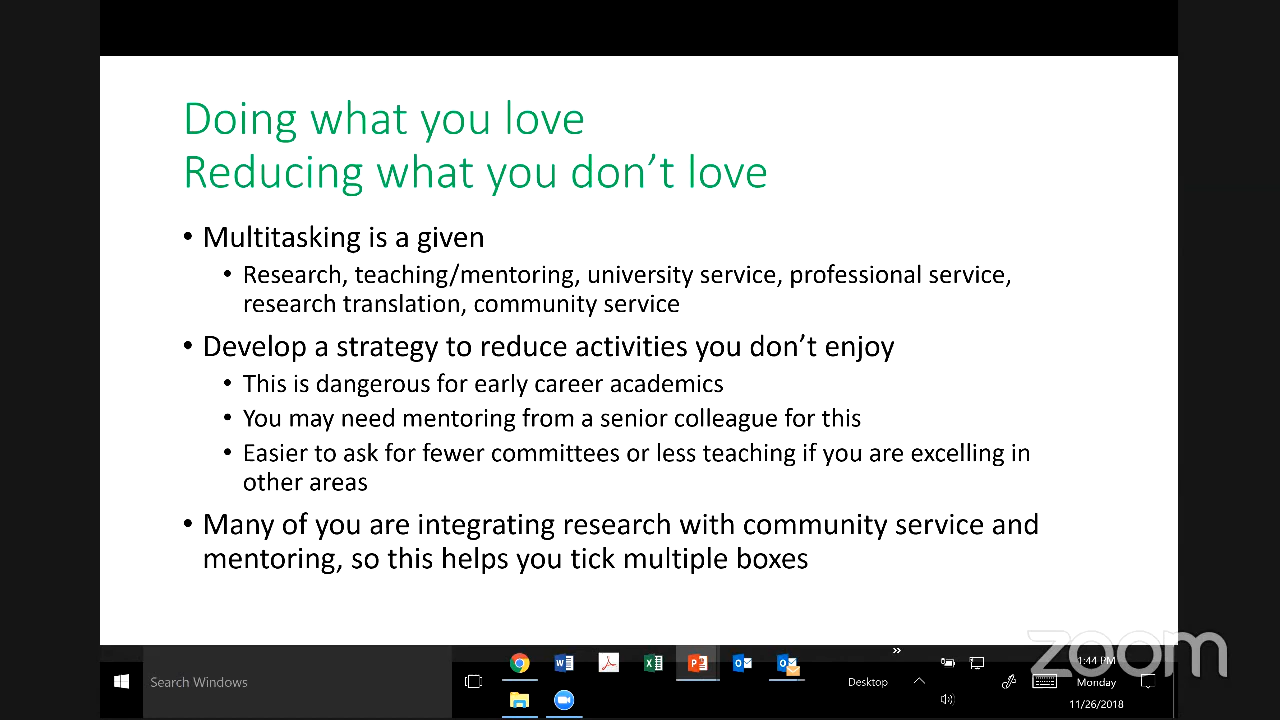 Doing what you love
Reducing what you don't love
• Multitasking is a given
• Research, teaching/mentoring, university service, professional service,
research translation, community service
• Develop a strategy to reduce activities you don't enjoy
• This is dangerous for early career academics
• You may need mentoring from a senior colleague for this
• Easier to ask for fewer committees or less teaching if you are excelling in
other areas
• Many of you are integrating research with community service and
mentoring, so this helps you tick multiple boxes
zoom
Search Windows
Desktop
1:44 PM
Monday
11/26/2018